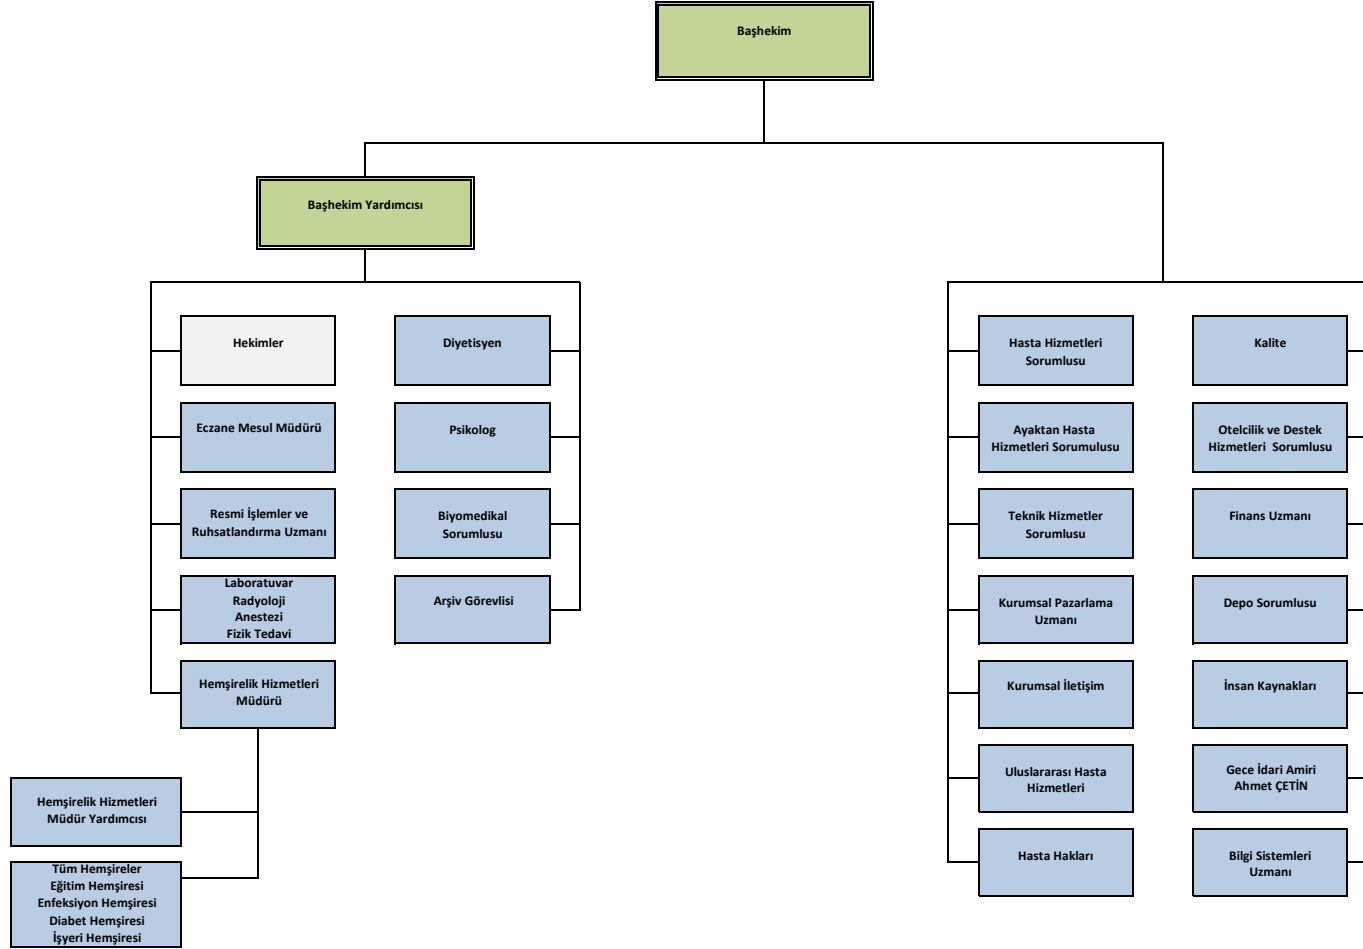 Başhekim
Başhekim Yardımcısı
Hekimler
Diyetisyen
Eczane Mesul Müdürü
Psikolog
Resmi İşlemler ve
Ruhsatlandırma Uzmanı
Biyomedikal
Sorumlusu
Laboratuvar
Radyoloji
Anestezi
Fizik Tedavi
Arşiv Görevlisi
Hemşirelik Hizmetleri
Müdürü
Hemşirelik Hizmetleri
Müdür Yardımcısı
Tüm Hemşireler
Eğitim Hemşiresi
Enfeksiyon Hemşiresi
Diabet Hemşiresi
İşyeri Hemşiresi
Hasta Hizmetleri
Sorumlusu
Kalite
Ayaktan Hasta
Hizmetleri Sorumulusu
Otelcilik ve Destek
Hizmetleri  Sorumlusu
Teknik Hizmetler
Sorumlusu
Finans Uzmanı
Kurumsal Pazarlama
Uzmanı
Depo Sorumlusu
Kurumsal İletişim
İnsan Kaynakları
Uluslararası Hasta
Hizmetleri
Gece İdari Amiri
Ahmet ÇETİN
Hasta Hakları
Bilgi Sistemleri
Uzmanı